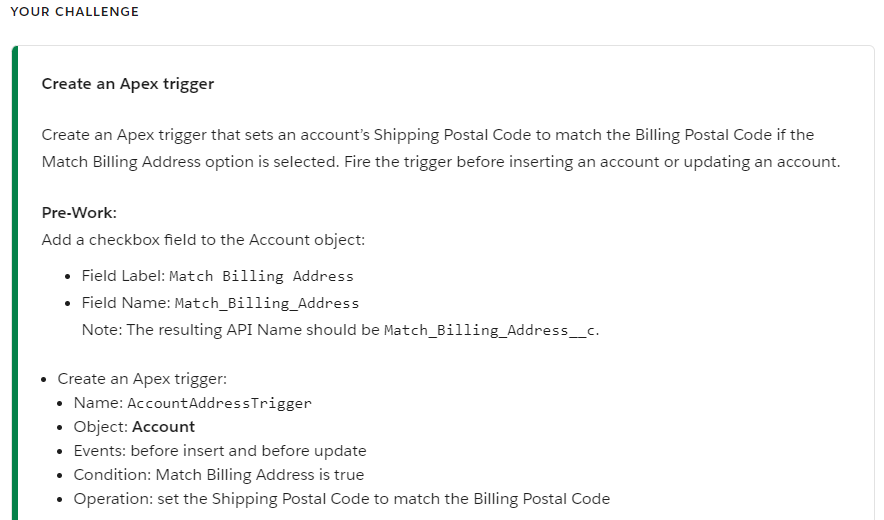 YOUR CHALLENGE
Create an Apex trigger
Create an Apex trigger that sets an account’s Shipping Postal Code to match the Billing Postal Code if the
Match Billing Address option is selected. Fire the trigger before inserting an account or updating an account.
Pre-Work:
Add a checkbox field to the Account object:
• Field Label: Match Billing Address
• Field Name: Match_Billing_Address
Note: The resulting API Name should be Match_Billing_Address__c.
• Create an Apex trigger:
• Name: AccountAddressTrigger
• Object: Account
• Events: before insert and before update
• Condition: Match Billing Address is true
• Operation: set the Shipping Postal Code to match the Billing Postal Code